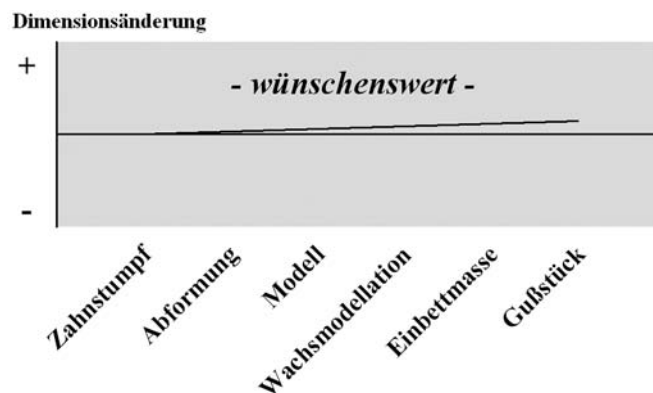 Dimensionsänderung
+
- wünschenswert -
-
Zahnstumpf
Abformung
Modell
Wachsmodellation
Einbettmasse
Gußstück